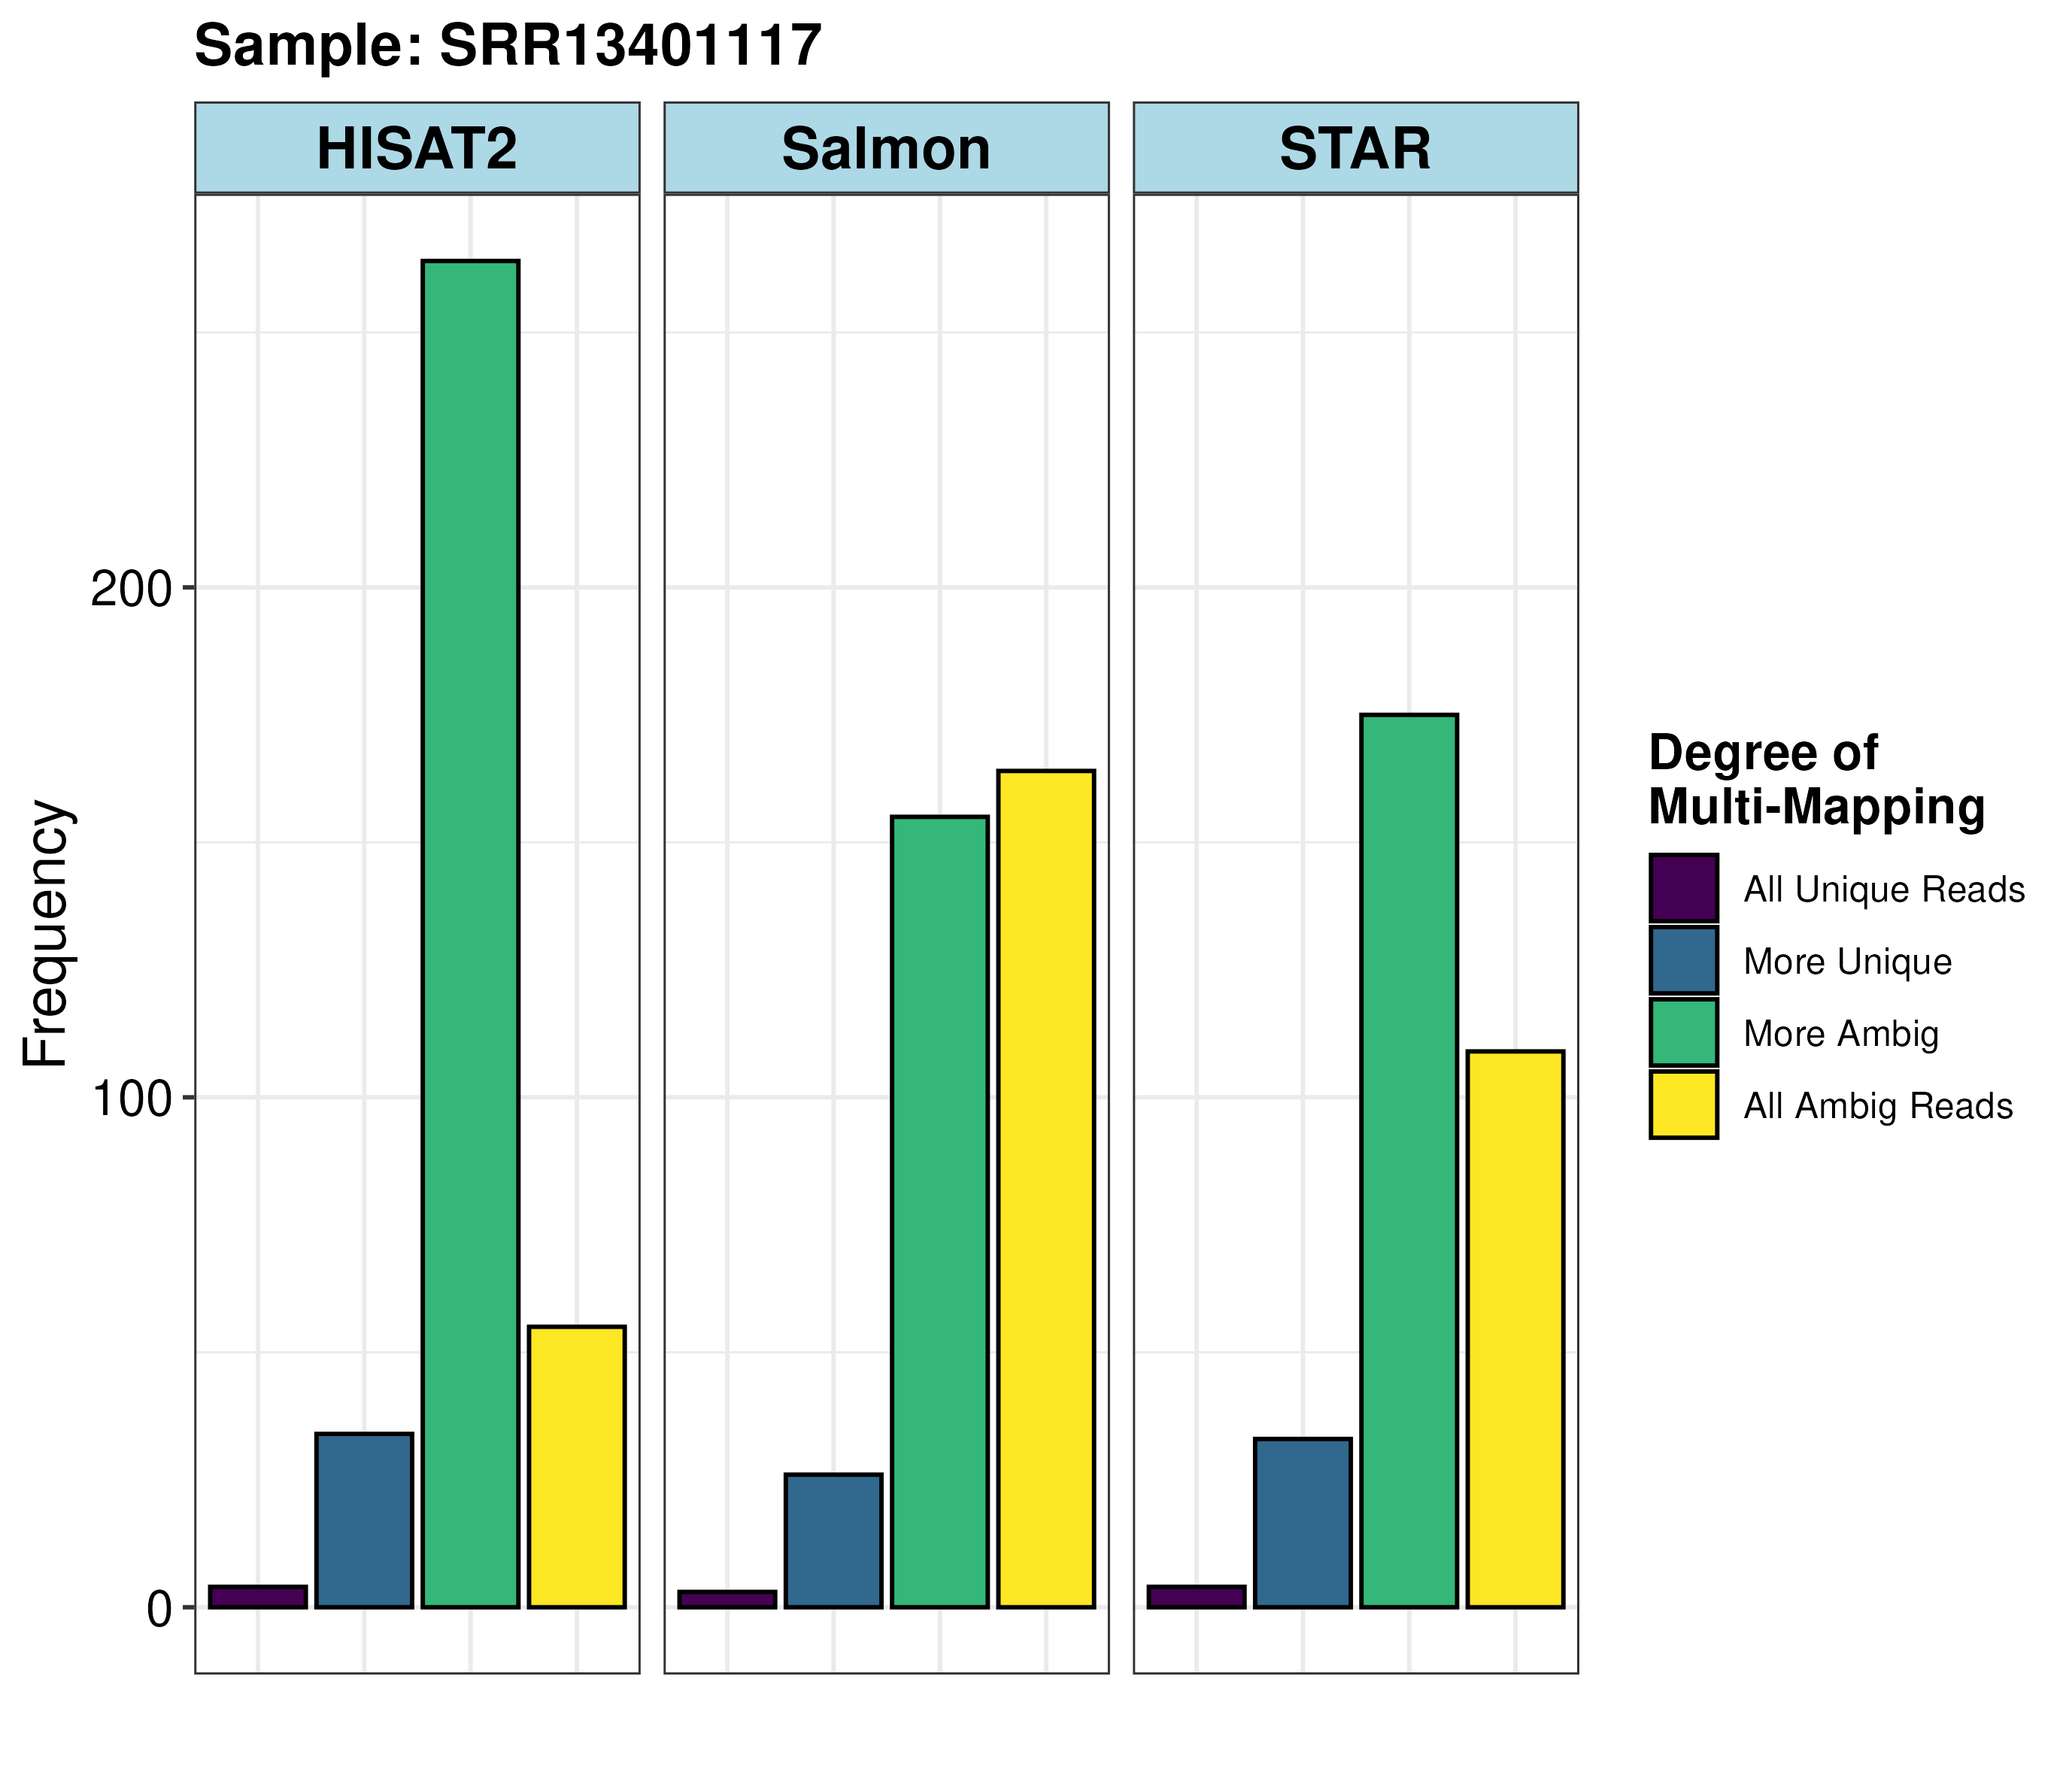 Sample: SRR13401117
HISAT2
Salmon
STAR
200
100
0
Frequency
Degree of
Multi-Mapping
All Unique Reads
More Unique
More Ambig
All Ambig Reads